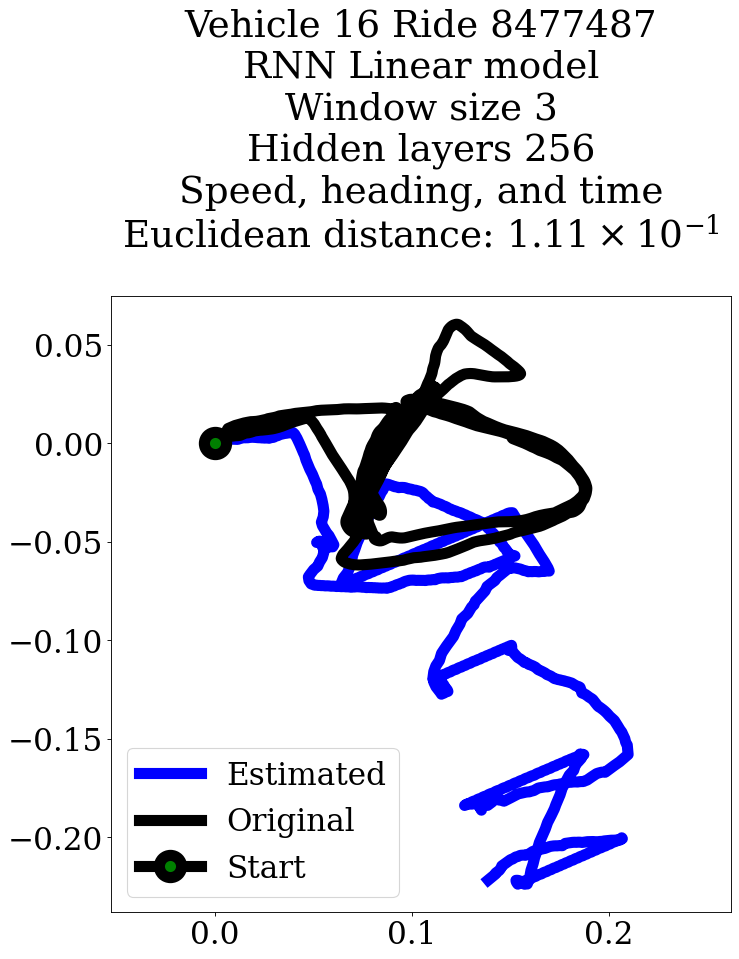 Vehicle 16 Ride 8477487
RNN Linear model
Window size 3
Hidden layers 256
Speed, heading, and time
Euclidean distance: 1.11 × 10⁻¹
0.05
0.00
−0.05
−0.10
−0.15
−0.20
Estimated
Original
Start
0.0 0.1 0.2